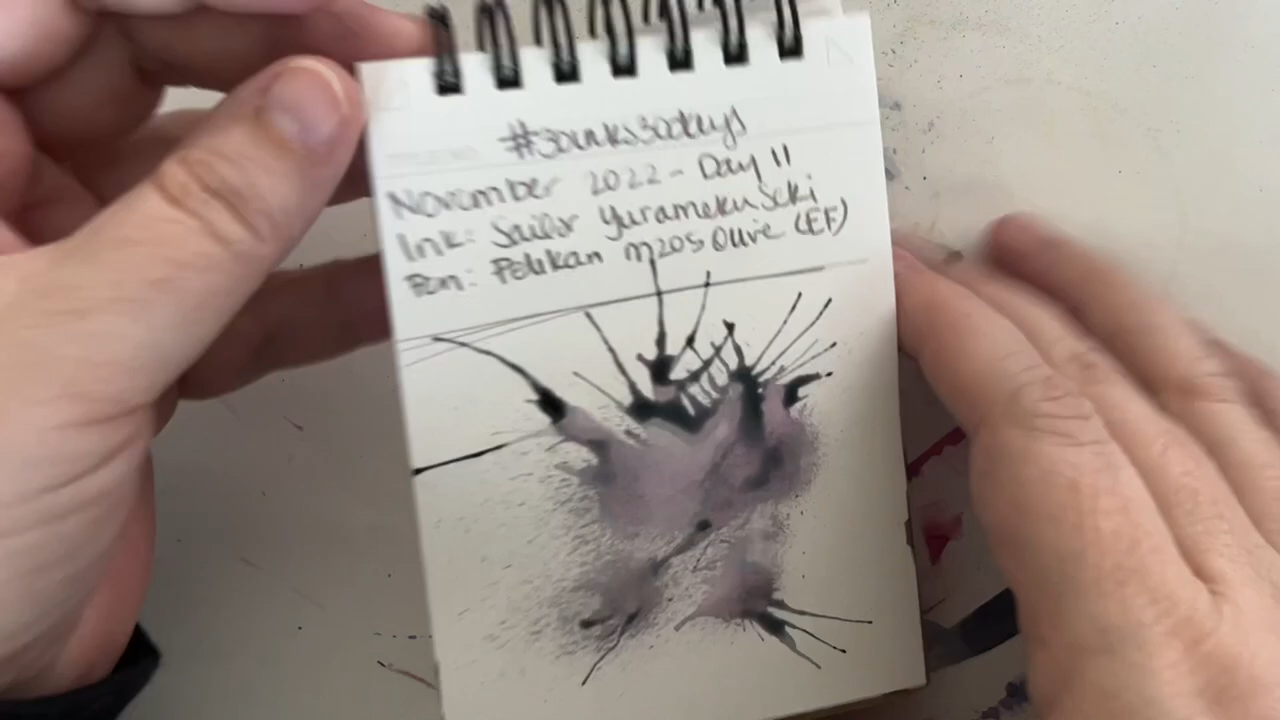 #30inks30days
November 2022 - Day 11
Ink: Sailor Yurameku Seki
Pen: Pelikan M205 Olive (EF)